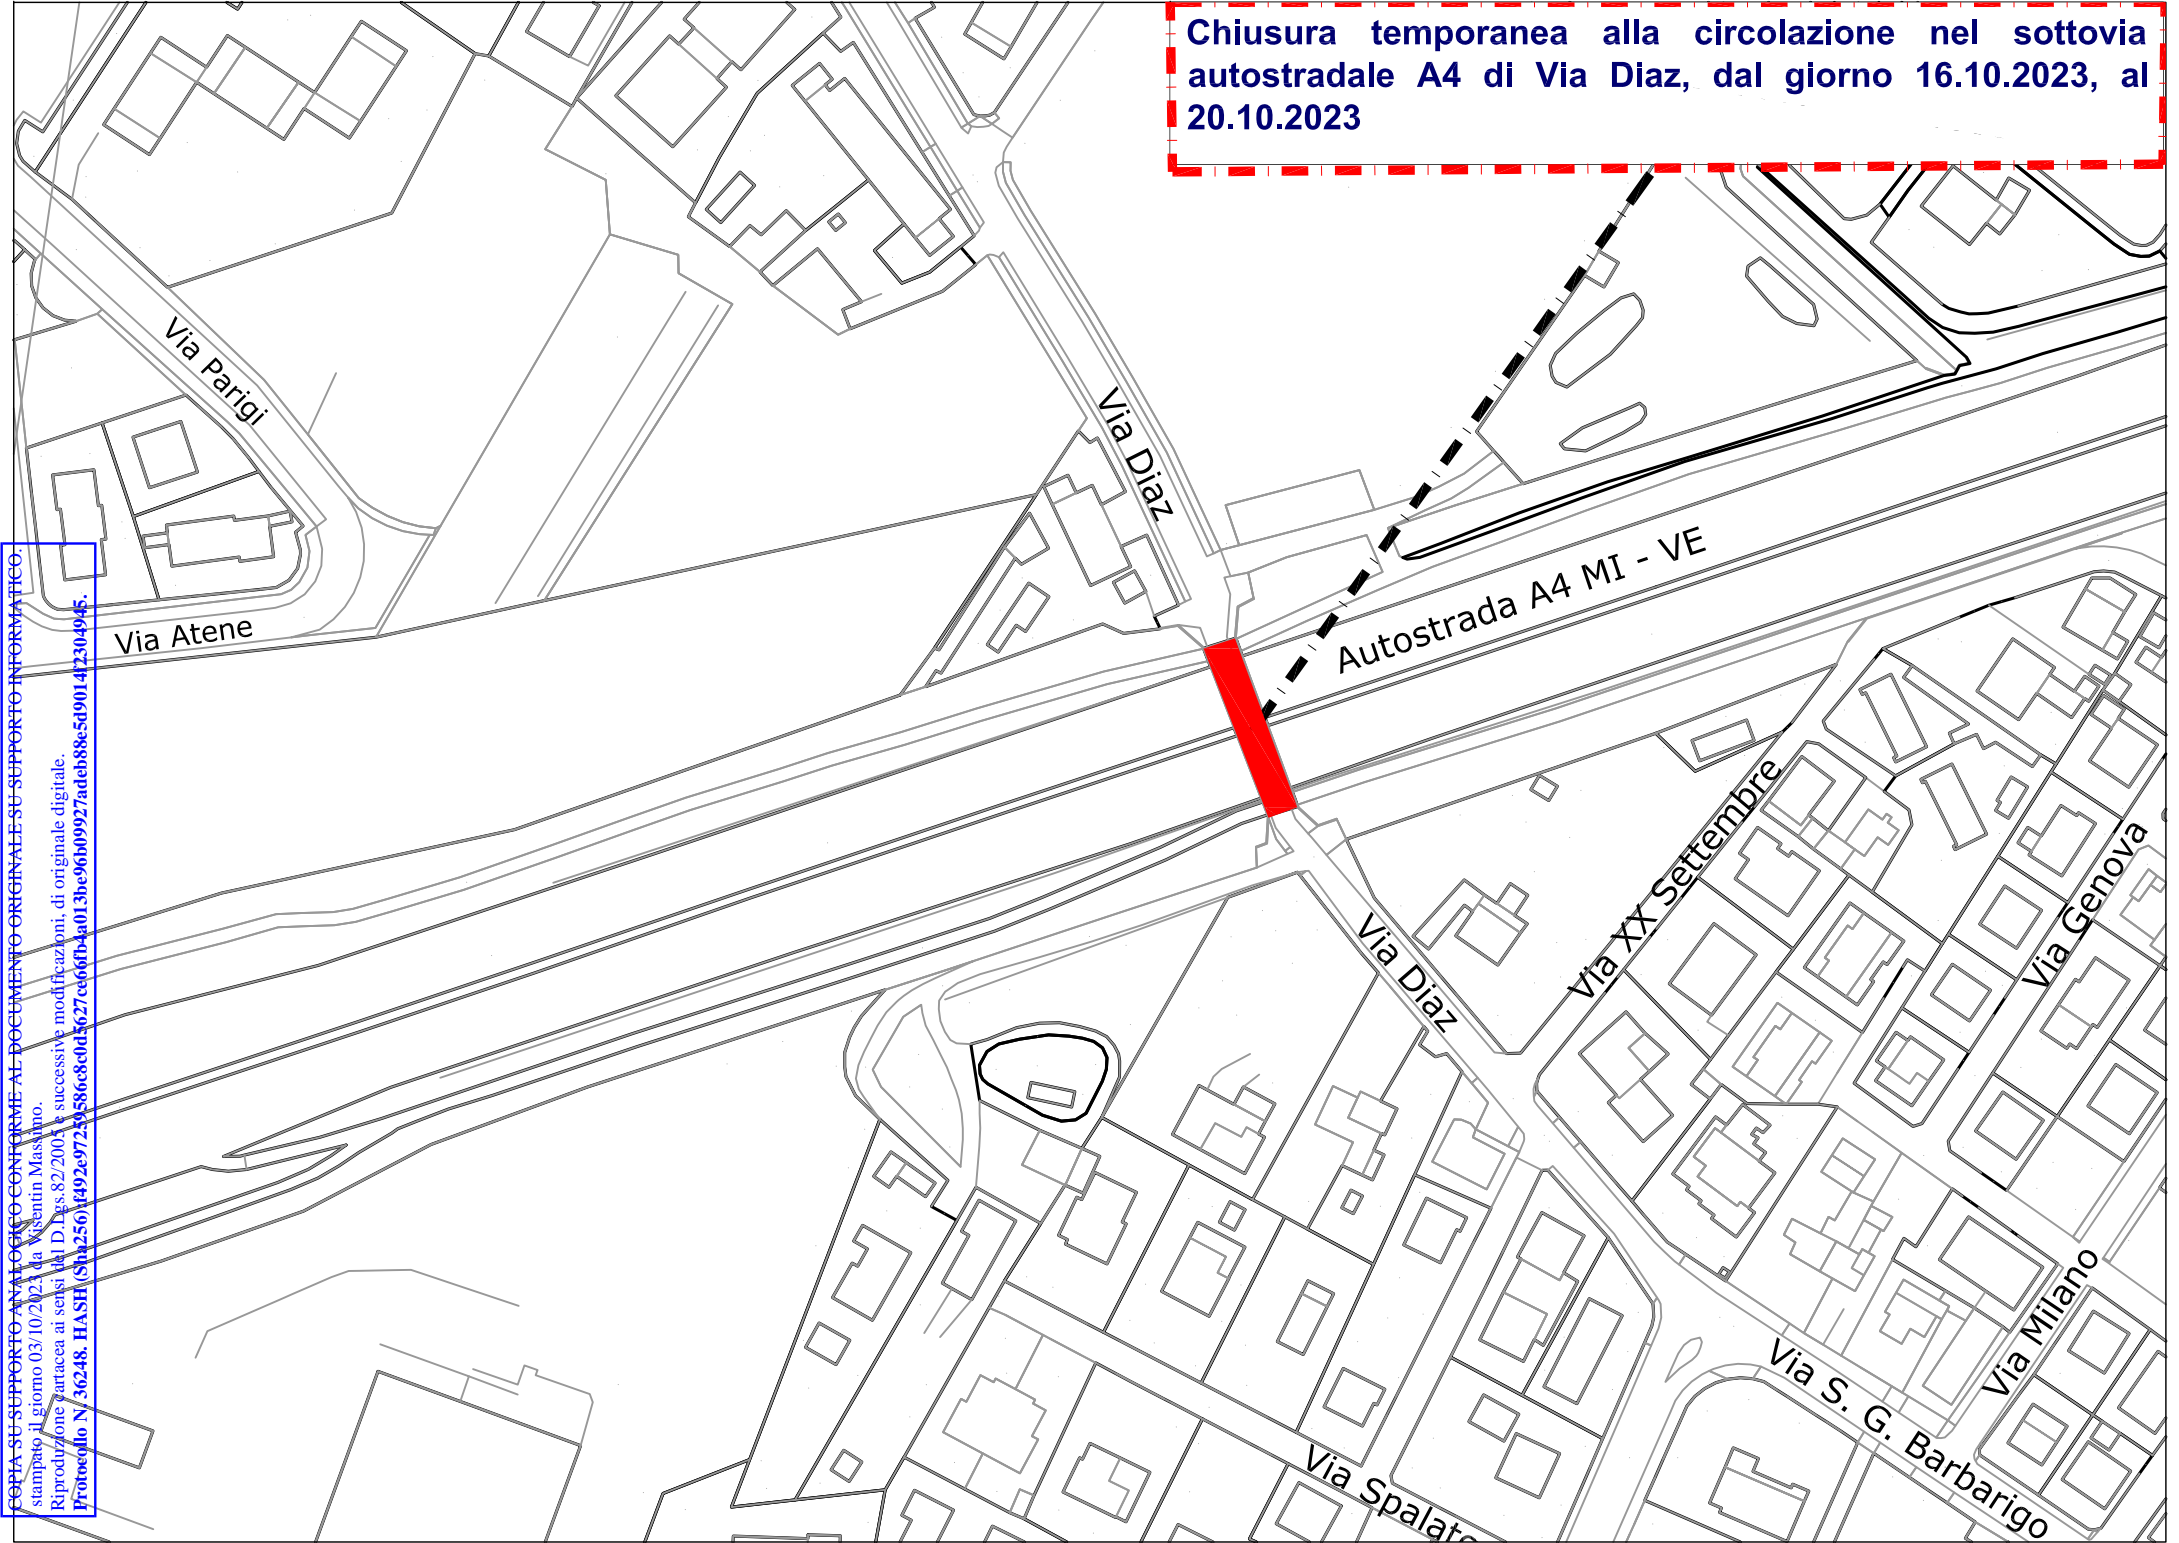 Chiusura temporanea alla circolazione nel sottovia
autostradale A4 di Via Diaz, dal giorno 16.10.2023, al
20.10.2023
Via Parigi
Via Diaz
Autostrada A4 MI - VE
Via Atene
Via XX Settembre
Via Genova
Via Diaz
Via Milano
Via S. G. Barbarigo
Via Spalato
COPIA SU SUPPORTO ANALOGICO CONFORME AL DOCUMENTO ORIGINALE SU SUPPORTO INFORMATICO.
stampato il giorno 03/10/2023 da Visentin Massimo.
Riproduzione cartacea ai sensi del D.Lgs.82/2005 e successive modificazioni, di originale digitale.
Protocollo N. 36248. HASH (Sha256)